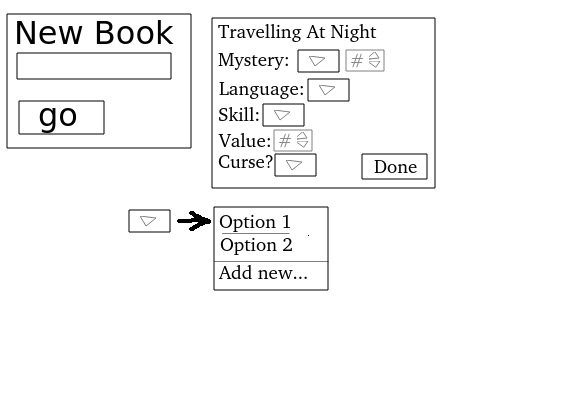 New Book
go
Travelling At Night
Mystery: #
Language:
Skill:
Value: #
Curse?
Done
Option 1
Option 2
Add new...